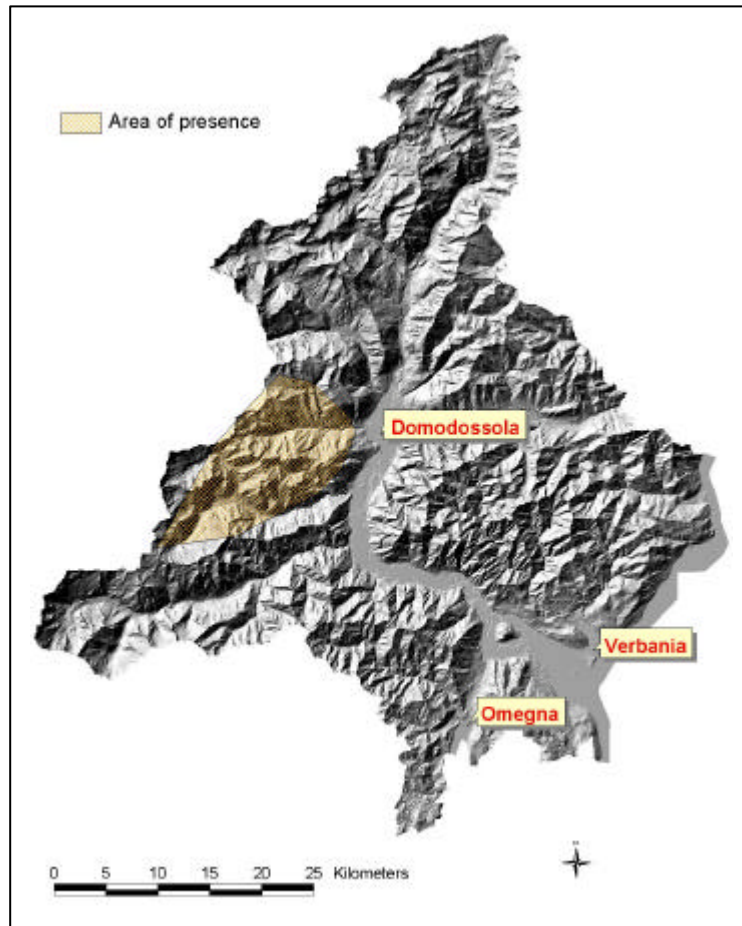 Area of presence
Domodossola
Verbania
Omegna
0 5 10 15 20 25 Kilometers